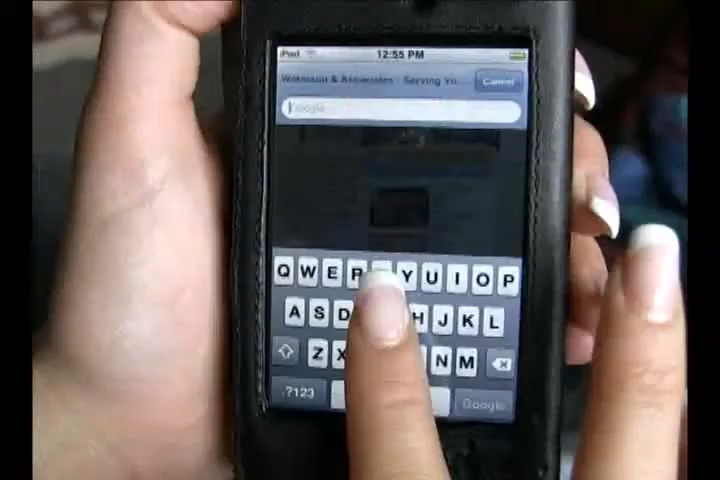 iPod 12:55 PM
Wilkinson & Associates - Serving Yo... Cancel
Google
Q W E R Y U I O P
A S D H J K L
Z X N M
.?123 Google